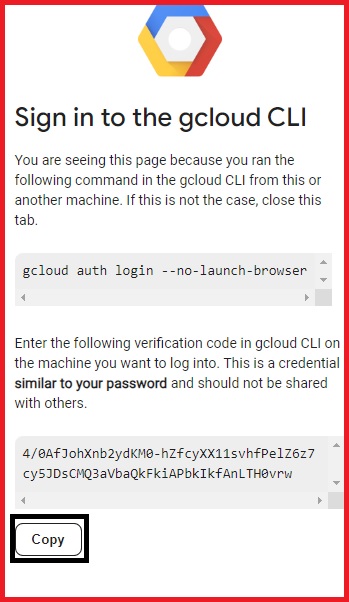 Sign in to the gcloud CLI
You are seeing this page because you ran the
following command in the gcloud CLI from this or
another machine. If this is not the case, close this
tab.
gcloud auth login --no-launch-browser
Enter the following verification code in gcloud CLI on
the machine you want to log into. This is a credential
similar to your password and should not be shared
with others.
4/0AfJohXnb2ydKM0-hZfcyXX11svhfPelZ6z7
cy5JDsCMQ3aVbaQkFkiAPbkIkfAnLTH0vrw
Copy